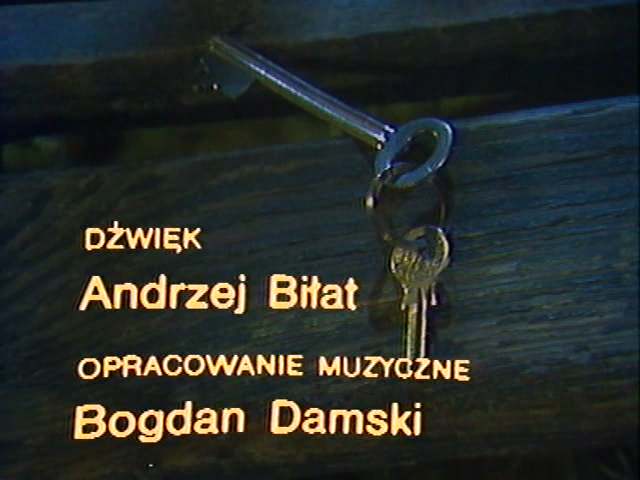 DŹWIĘK
Andrzej Biłat
OPRACOWANIE MUZYCZNE
Bogdan Damski